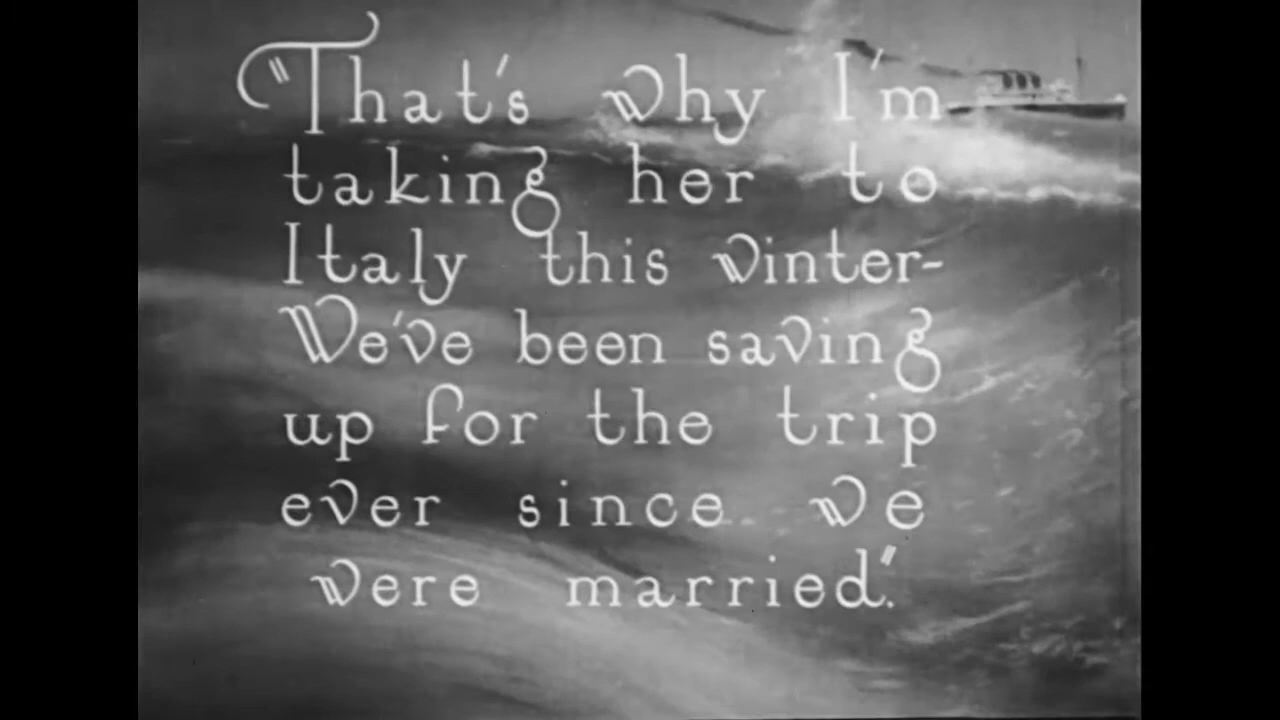 "That's why I'm
taking her to
Italy this winter-
We've been saving
up for the trip
ever since we
were married."